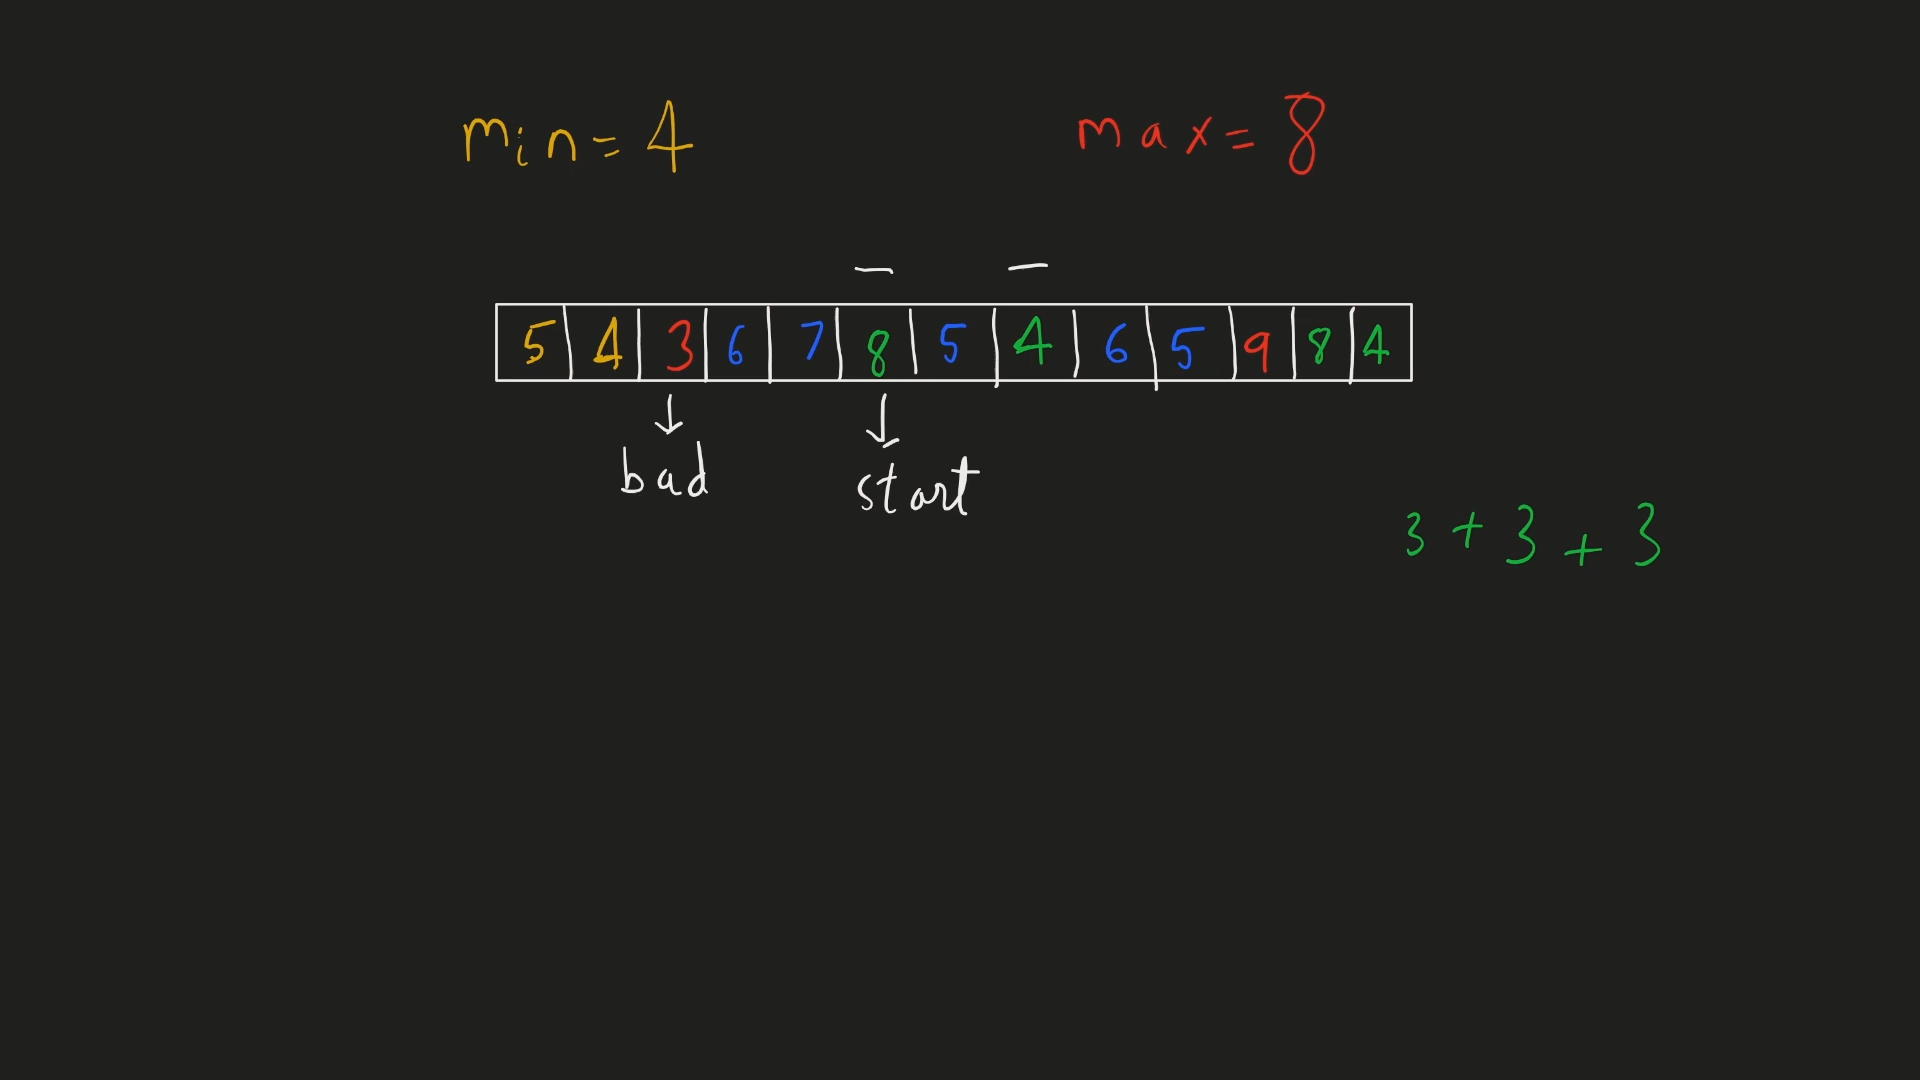 min=4 max=8
5 4 3 6 7 8 5 4 6 5 9 8 4
bad start
3 + 3 + 3